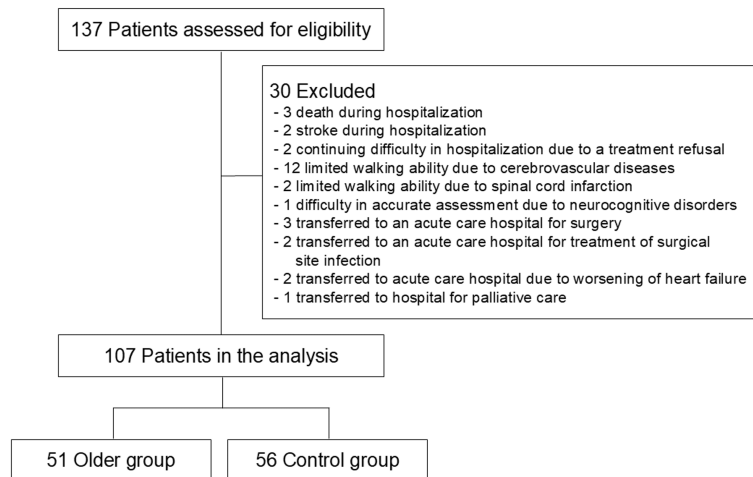 137 Patients assessed for eligibility
30 Excluded
- 3 death during hospitalization
- 2 stroke during hospitalization
- 2 continuing difficulty in hospitalization due to a treatment refusal
- 12 limited walking ability due to cerebrovascular diseases
- 2 limited walking ability due to spinal cord infarction
- 1 difficulty in accurate assessment due to neurocognitive disorders
- 3 transferred to an acute care hospital for surgery
- 2 transferred to an acute care hospital for treatment of surgical
site infection
- 2 transferred to acute care hospital due to worsening of heart failure
- 1 transferred to hospital for palliative care
107 Patients in the analysis
51 Older group
56 Control group